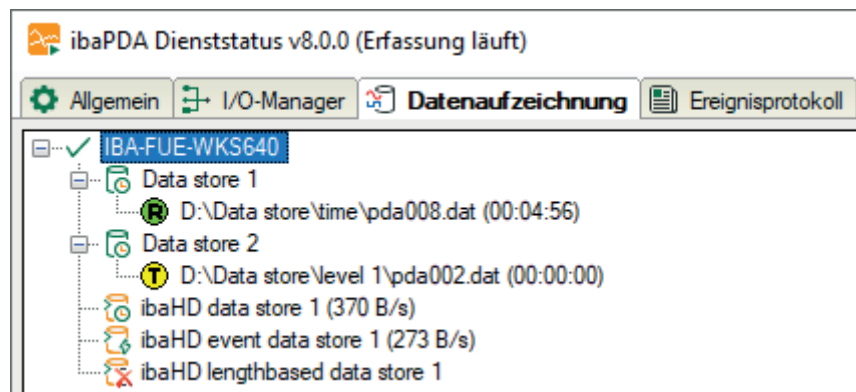 ibaPDA Dienststatus v8.0.0 (Erfassung läuft)
Allgemein I/O-Manager Datenaufzeichnung Ereignisprotokoll
IBA-FUE-WKS640
Data store 1
R D:\Data store\time\pda008.dat (00:04:56)
Data store 2
T D:\Data store\level 1\pda002.dat (00:00:00)
ibaHD data store 1 (370 B/s)
ibaHD event data store 1 (273 B/s)
ibaHD lengthbased data store 1